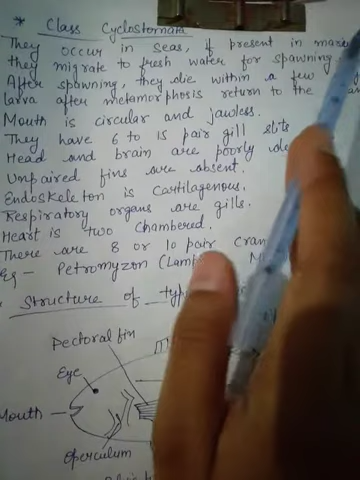 * Class Cyclostomata
They occur in seas, if present in
they migrate to fresh water for spawning.
After spawning, they die within a few
larva after metamorphosis return to the
Mouth is circular and jawless.
They have 6 to 15 pair gill slits
Head and brain are poorly
Unpaired fins are absent.
Endoskeleton is Cartilagenous.
Respiratory organs are gills.
Heart is two chambered.
There are 8 or 10 pair
Eg - Petromyzon
Structure of
Pectoral fin
Eye
Mouth
Operculum